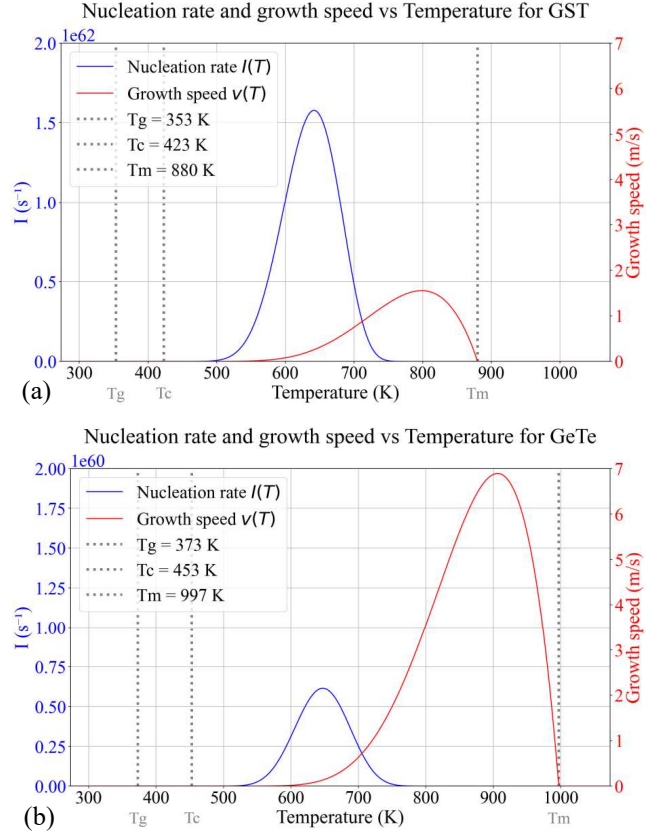 Nucleation rate and growth speed vs Temperature for GST
1e62
2.0
1.5
1.0
0.5
0.0
I (s⁻¹)
Nucleation rate I(T)
Growth speed v(T)
Tg = 353 K
Tc = 423 K
Tm = 880 K
7
6
5
4
3
2
1
0
Growth speed (m/s)
300 400 500 600 700 800 900 1000
Tg Tc Temperature (K) Tm
(a)
Nucleation rate and growth speed vs Temperature for GeTe
1e60
2.00
1.75
1.50
1.25
1.00
0.75
0.50
0.25
0.00
I (s⁻¹)
Nucleation rate I(T)
Growth speed v(T)
Tg = 373 K
Tc = 453 K
Tm = 997 K
7
6
5
4
3
2
1
0
Growth speed (m/s)
300 400 500 600 700 800 900 1000
Tg Tc Temperature (K) Tm
(b)